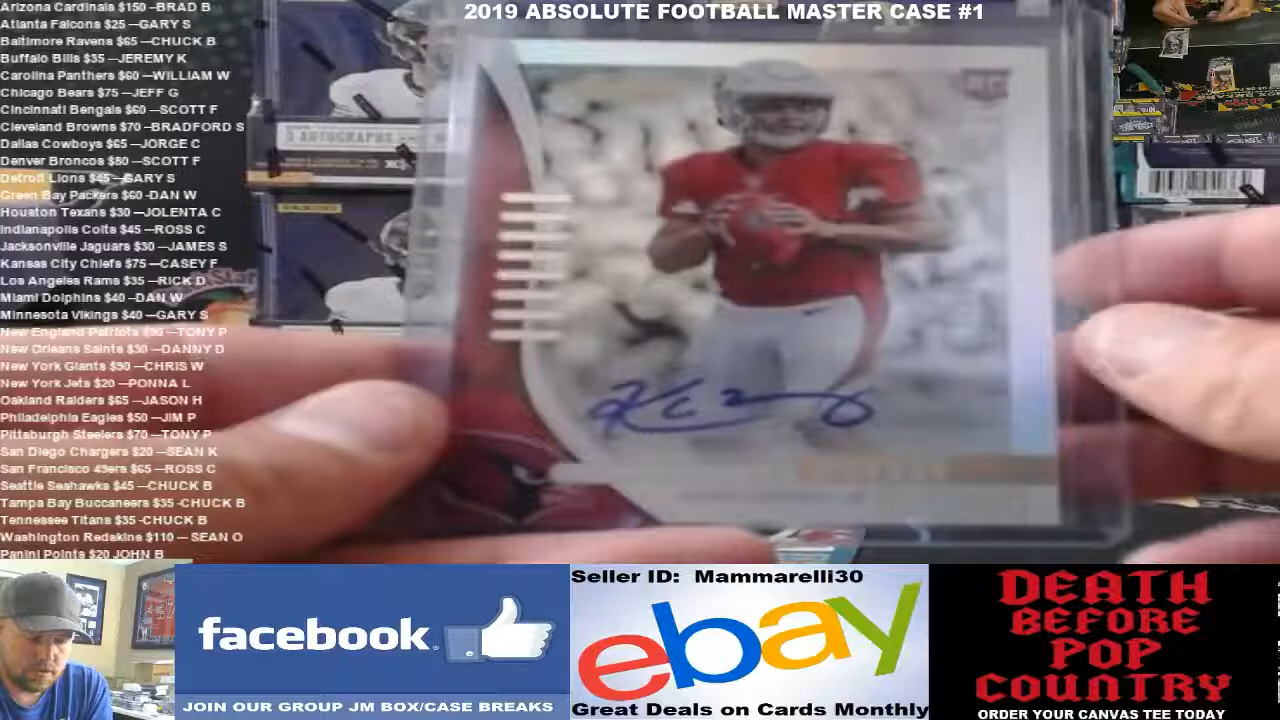 2019 ABSOLUTE FOOTBALL MASTER CASE #1
Arizona Cardinals $150 --BRAD B
Atlanta Falcons $25 --GARY S
Baltimore Ravens $65 --CHUCK B
Buffalo Bills $35 --JEREMY K
Carolina Panthers $60 --WILLIAM W
Chicago Bears $75 --JEFF G
Cincinnati Bengals $60 --SCOTT F
Cleveland Browns $70 --BRADFORD S
Dallas Cowboys $65 --JORGE C
Denver Broncos $80 --SCOTT F
Detroit Lions $45 --GARY S
Green Bay Packers $60 -DAN W
Houston Texans $30 --JOLENTA C
Indianapolis Colts $45 --ROSS C
Jacksonville Jaguars $30 --JAMES S
Kansas City Chiefs $75 --CASEY F
Los Angeles Rams $35 --RICK D
Miami Dolphins $40 --DAN W
Minnesota Vikings $40 --GARY S
New England Patriots $90 --TONY P
New Orleans Saints $30 --DANNY D
New York Giants $90 --CHRIS W
New York Jets $20 --PONNA L
Oakland Raiders $65 --JASON H
Philadelphia Eagles $50 --JIM P
Pittsburgh Steelers $70 --TONY P
San Diego Chargers $20 --SEAN K
San Francisco 49ers $65 --ROSS C
Seattle Seahawks $45 --CHUCK B
Tampa Bay Buccaneers $35 -CHUCK B
Tennessee Titans $35 -CHUCK B
Washington Redskins $110 -- SEAN O
Panini Points $20 JOHN B
3 AUTOGRAPHS
RC
facebook
JOIN OUR GROUP JM BOX/CASE BREAKS
Seller ID: Mammarelli30
ebay
Great Deals on Cards Monthly
DEATH
BEFORE
POP
COUNTRY
ORDER YOUR CANVAS TEE TODAY